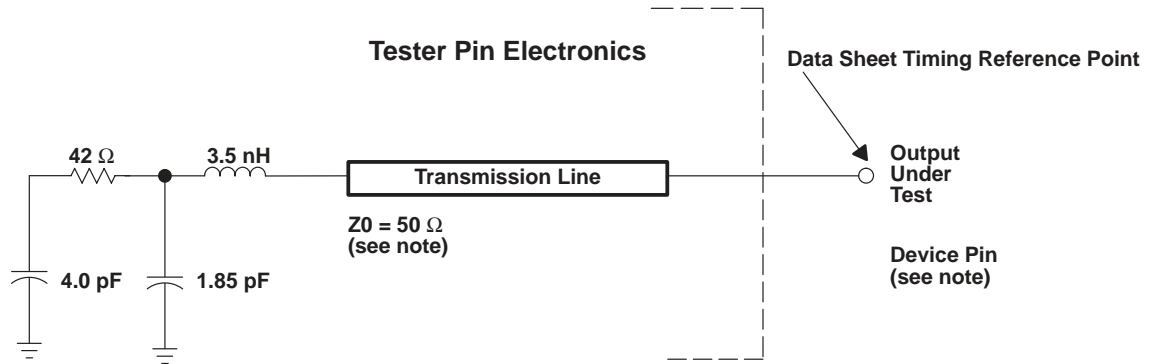 Tester Pin Electronics
Data Sheet Timing Reference Point
42 Ω
3.5 nH
Transmission Line
Output
Under
Test
Z0 = 50 Ω
(see note)
Device Pin
(see note)
4.0 pF
1.85 pF